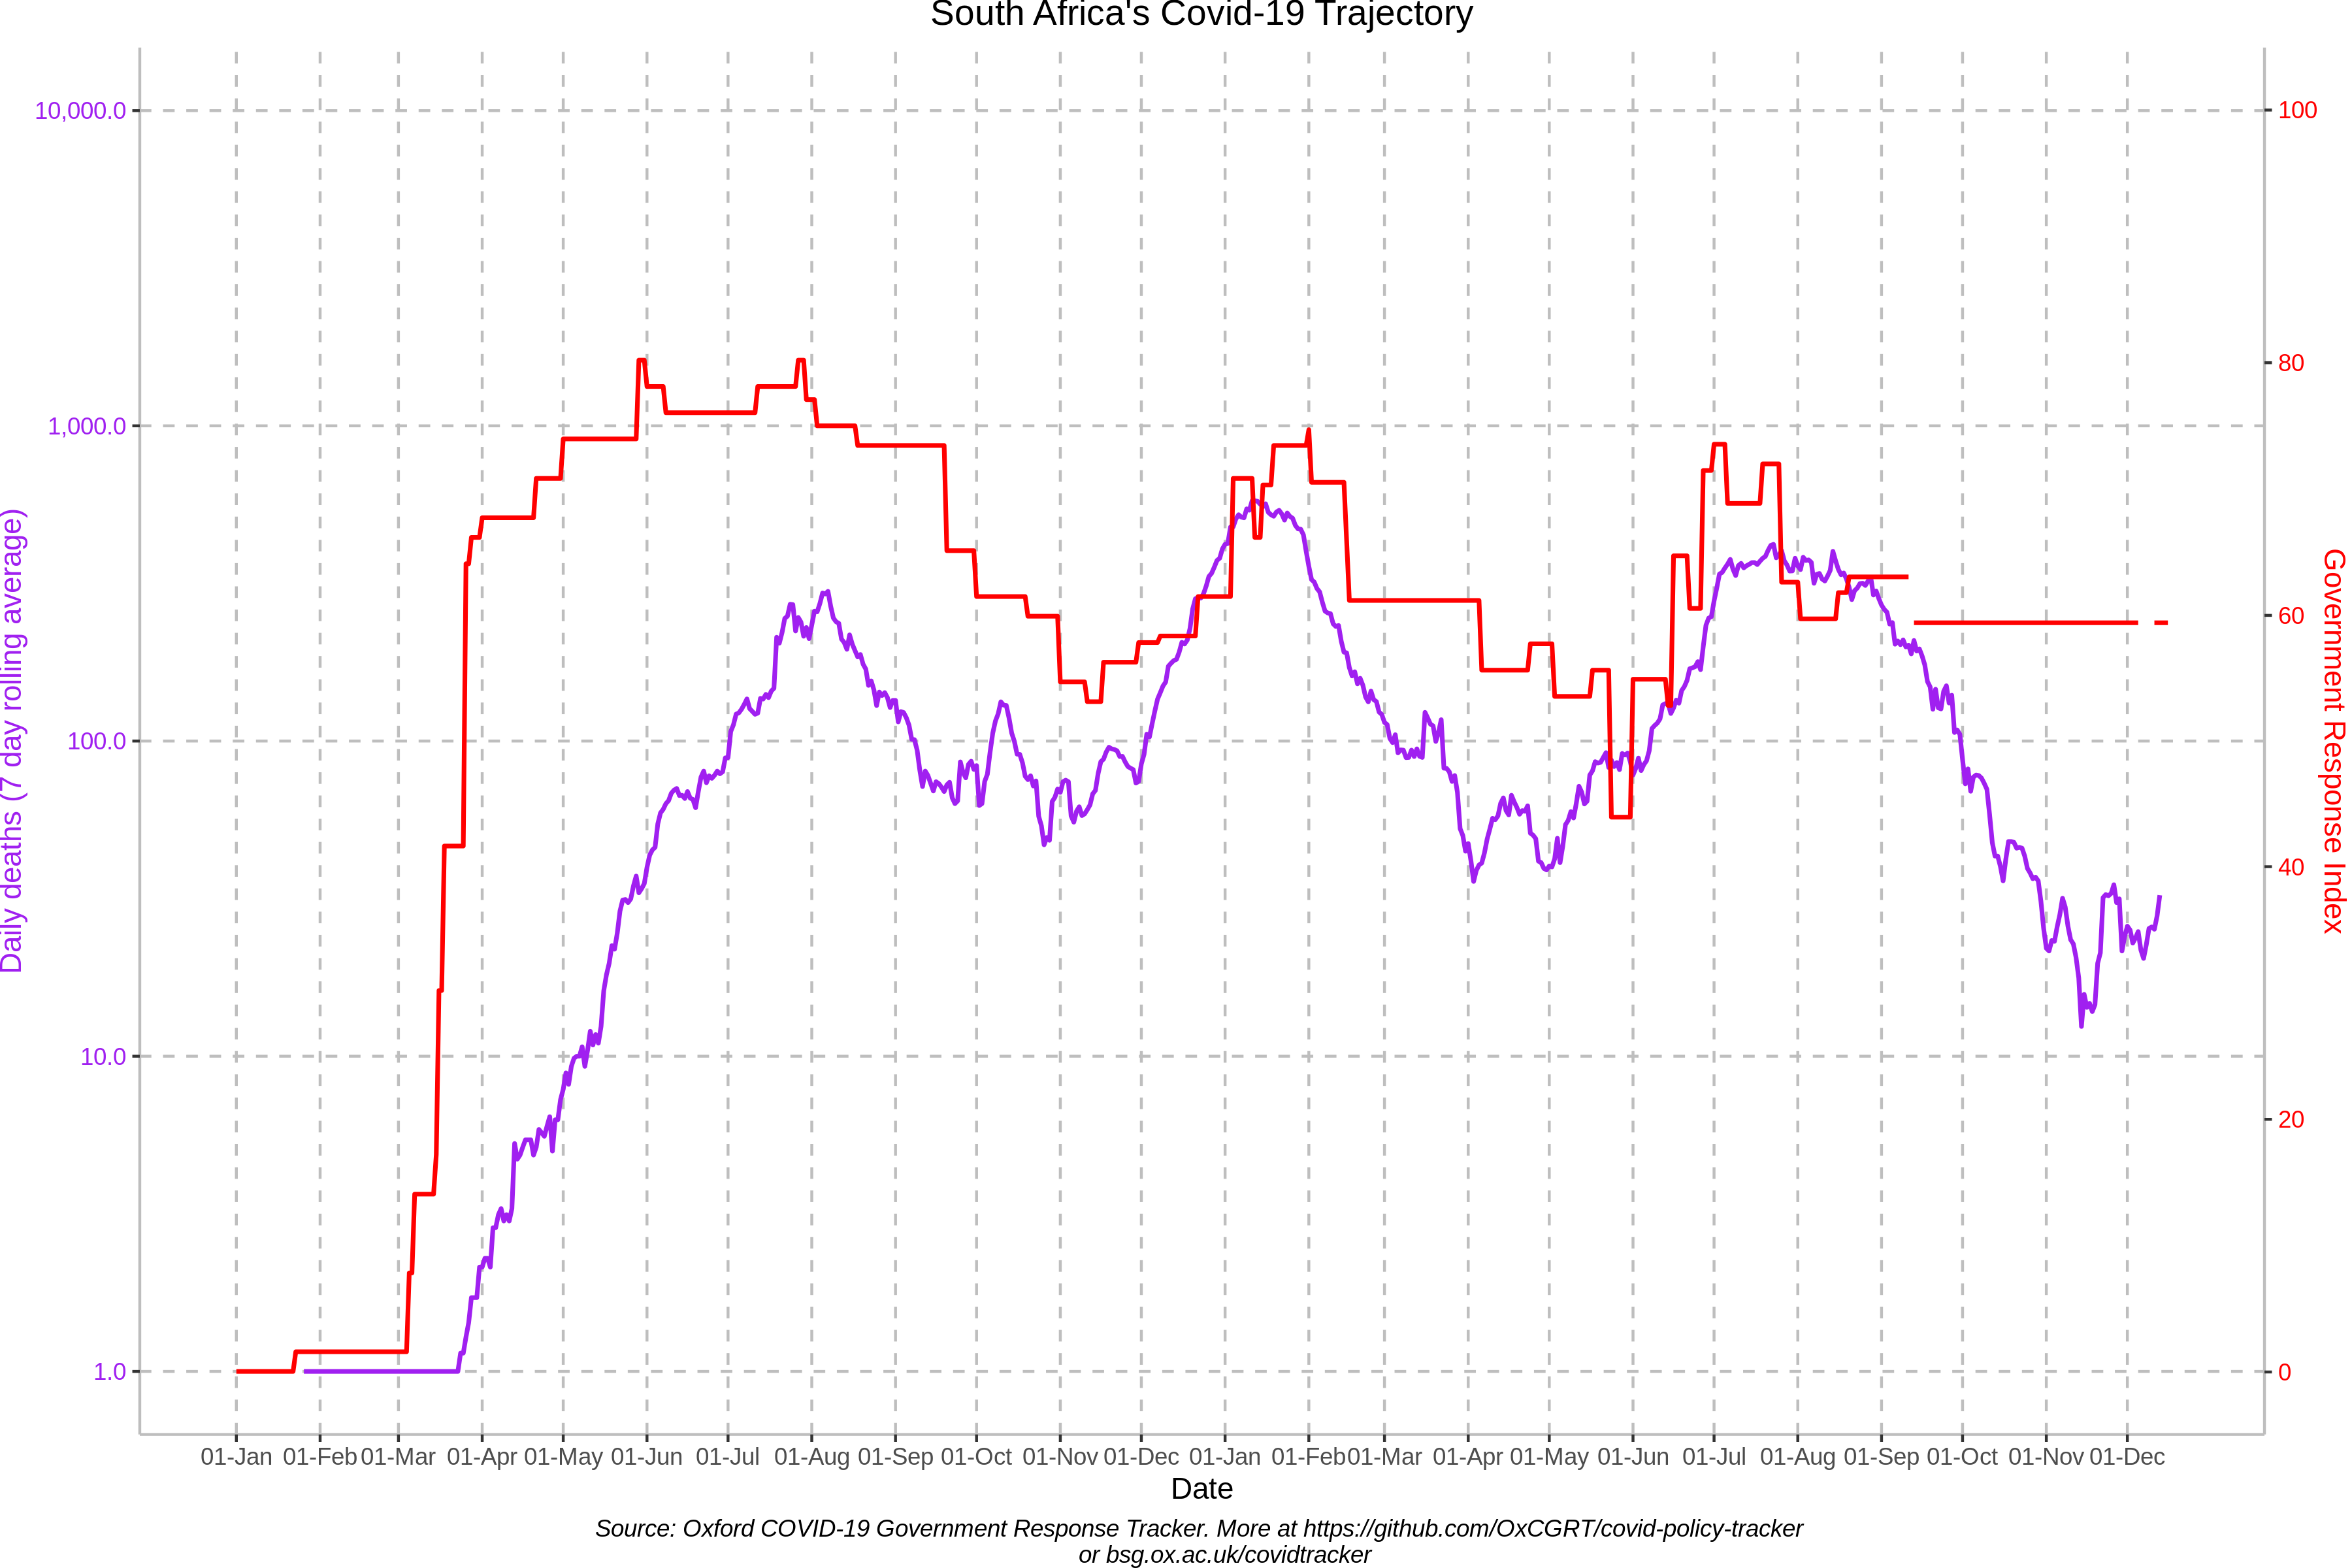 South Africa's Covid-19 Trajectory
10,000.0
1,000.0
100.0
10.0
1.0
Daily deaths (7 day rolling average)
100
80
60
40
20
0
Government Response Index
01-Jan 01-Feb 01-Mar 01-Apr 01-May 01-Jun 01-Jul 01-Aug 01-Sep 01-Oct 01-Nov 01-Dec 01-Jan 01-Feb 01-Mar 01-Apr 01-May 01-Jun 01-Jul 01-Aug 01-Sep 01-Oct 01-Nov 01-Dec
Date
Source: Oxford COVID-19 Government Response Tracker. More at https://github.com/OxCGRT/covid-policy-tracker
or bsg.ox.ac.uk/covidtracker